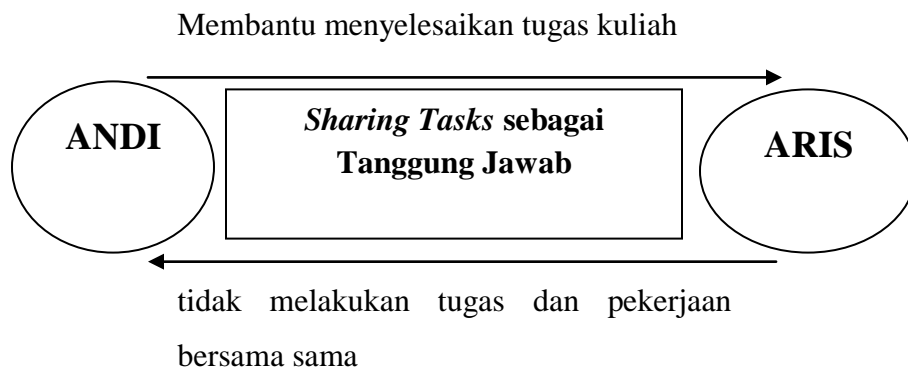 Membantu menyelesaikan tugas kuliah
ANDI
Sharing Tasks sebagai
Tanggung Jawab
ARIS
tidak melakukan tugas dan pekerjaan
bersama sama